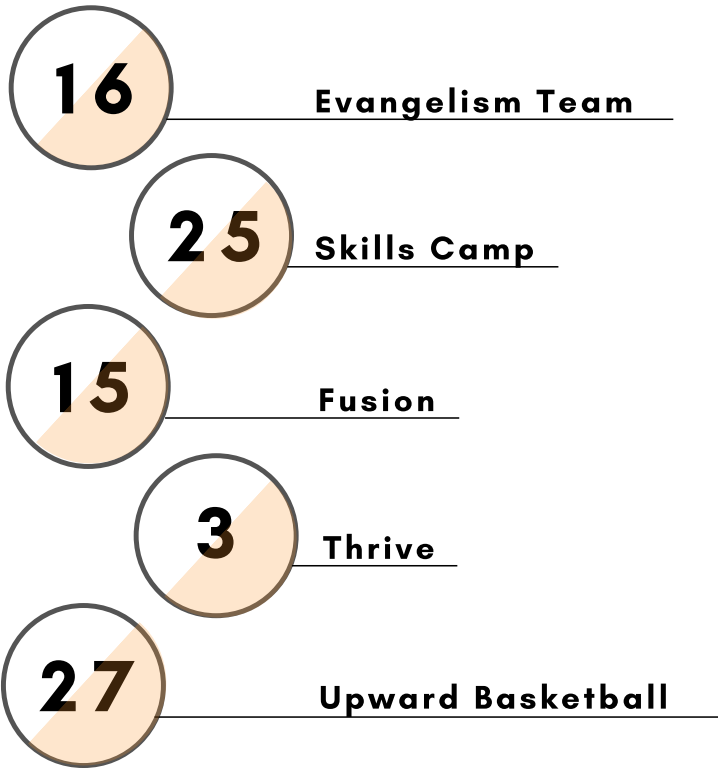 16
Evangelism Team
25
Skills Camp
15
Fusion
3
Thrive
27
Upward Basketball